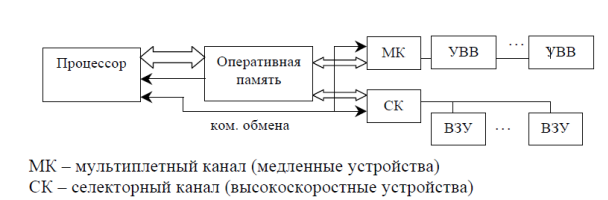 Процессор
Оперативная
память
МК
УВВ
...
УВВ
СК
ком. обмена
ВЗУ
...
ВЗУ
МК – мультиплетный канал (медленные устройства)
СК – селекторный канал (высокоскоростные устройства)